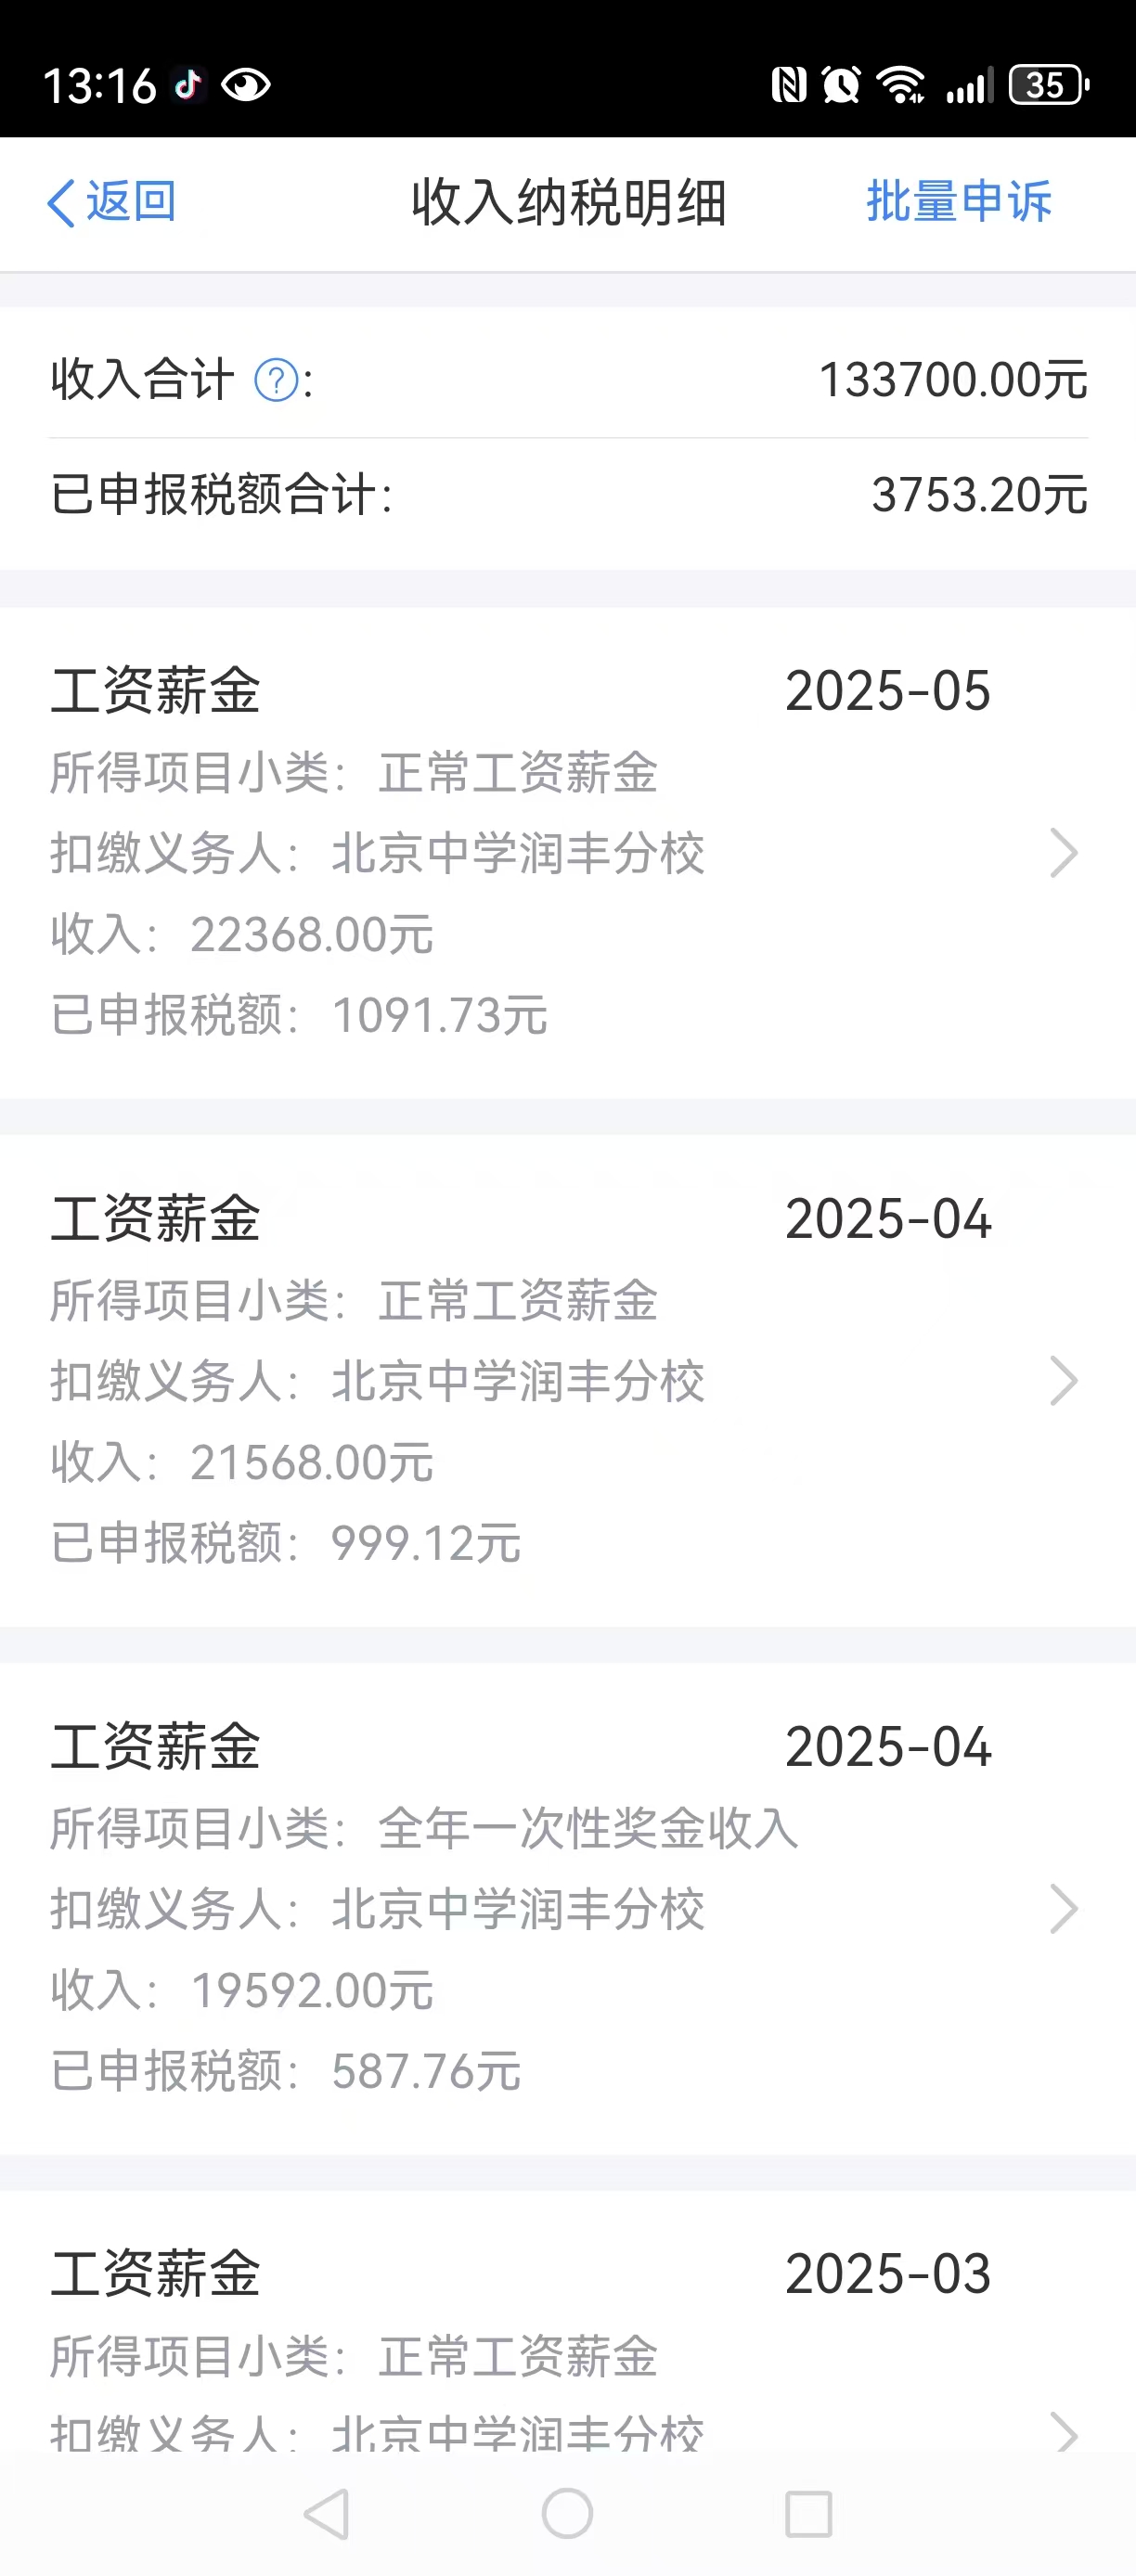 13:16
35
返回
收入纳税明细
批量申诉
收入合计 ?: 133700.00元
已申报税额合计: 3753.20元
工资薪金 2025-05
所得项目小类：正常工资薪金
扣缴义务人：北京中学润丰分校
收入：22368.00元
已申报税额：1091.73元
工资薪金 2025-04
所得项目小类：正常工资薪金
扣缴义务人：北京中学润丰分校
收入：21568.00元
已申报税额：999.12元
工资薪金 2025-04
所得项目小类：全年一次性奖金收入
扣缴义务人：北京中学润丰分校
收入：19592.00元
已申报税额：587.76元
工资薪金 2025-03
所得项目小类：正常工资薪金
扣缴义务人：北京中学润丰分校